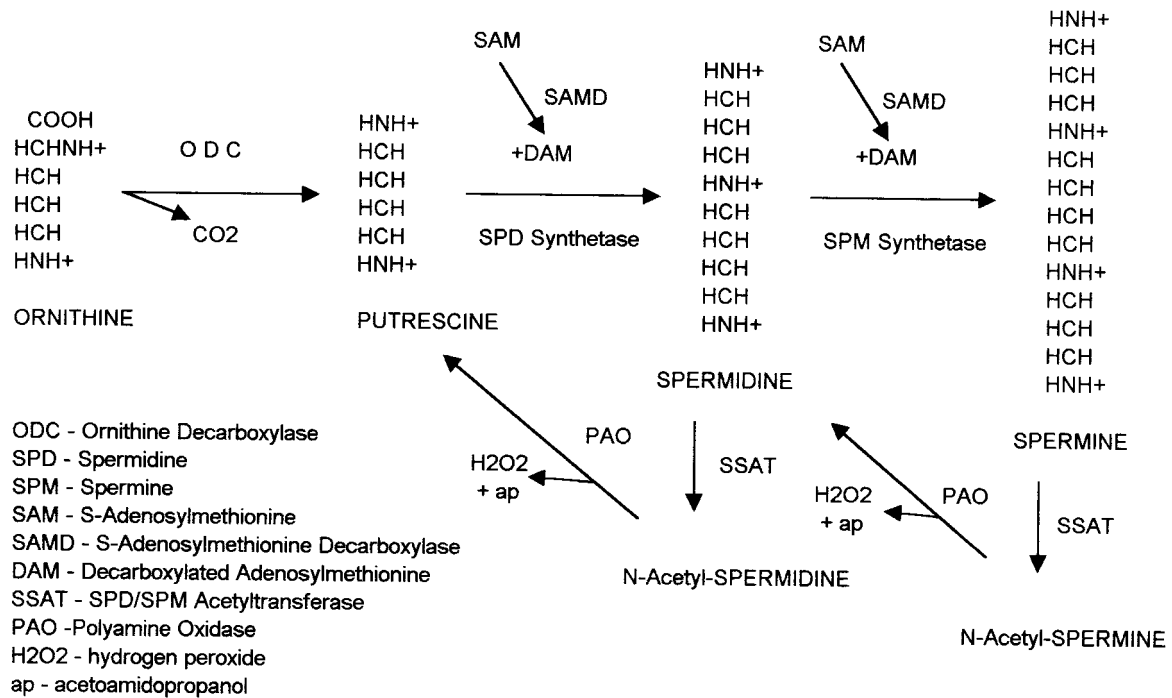 COOH
HCHNH+
HCH
HCH
HCH
HNH+
ORNITHINE
O D C
CO2
HNH+
HCH
HCH
HCH
HCH
HNH+
PUTRESCINE
SAM
SAMD
+DAM
SPD Synthetase
HNH+
HCH
HCH
HCH
HNH+
HCH
HCH
HCH
HCH
HNH+
SPERMIDINE
SAM
SAMD
+DAM
SPM Synthetase
HNH+
HCH
HCH
HCH
HNH+
HCH
HCH
HCH
HCH
HNH+
HCH
HCH
HCH
HNH+
SPERMINE
PAO
H2O2
+ ap
SSAT
N-Acetyl-SPERMIDINE
PAO
H2O2
+ ap
SSAT
N-Acetyl-SPERMINE
ODC - Ornithine Decarboxylase
SPD - Spermidine
SPM - Spermine
SAM - S-Adenosylmethionine
SAMD - S-Adenosylmethionine Decarboxylase
DAM - Decarboxylated Adenosylmethionine
SSAT - SPD/SPM Acetyltransferase
PAO -Polyamine Oxidase
H2O2 - hydrogen peroxide
ap - acetoamidopropanol